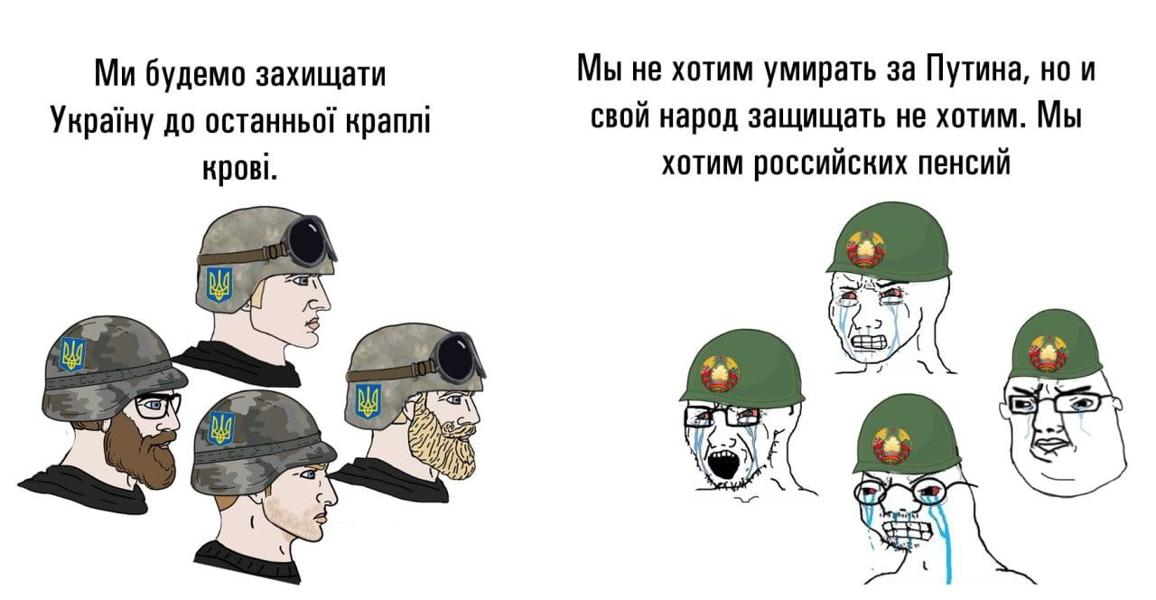 Ми будемо захищати
Україну до останньої краплі
крові.
Мы не хотим умирать за Путина, но и
свой народ защищать не хотим. Мы
хотим российских пенсий